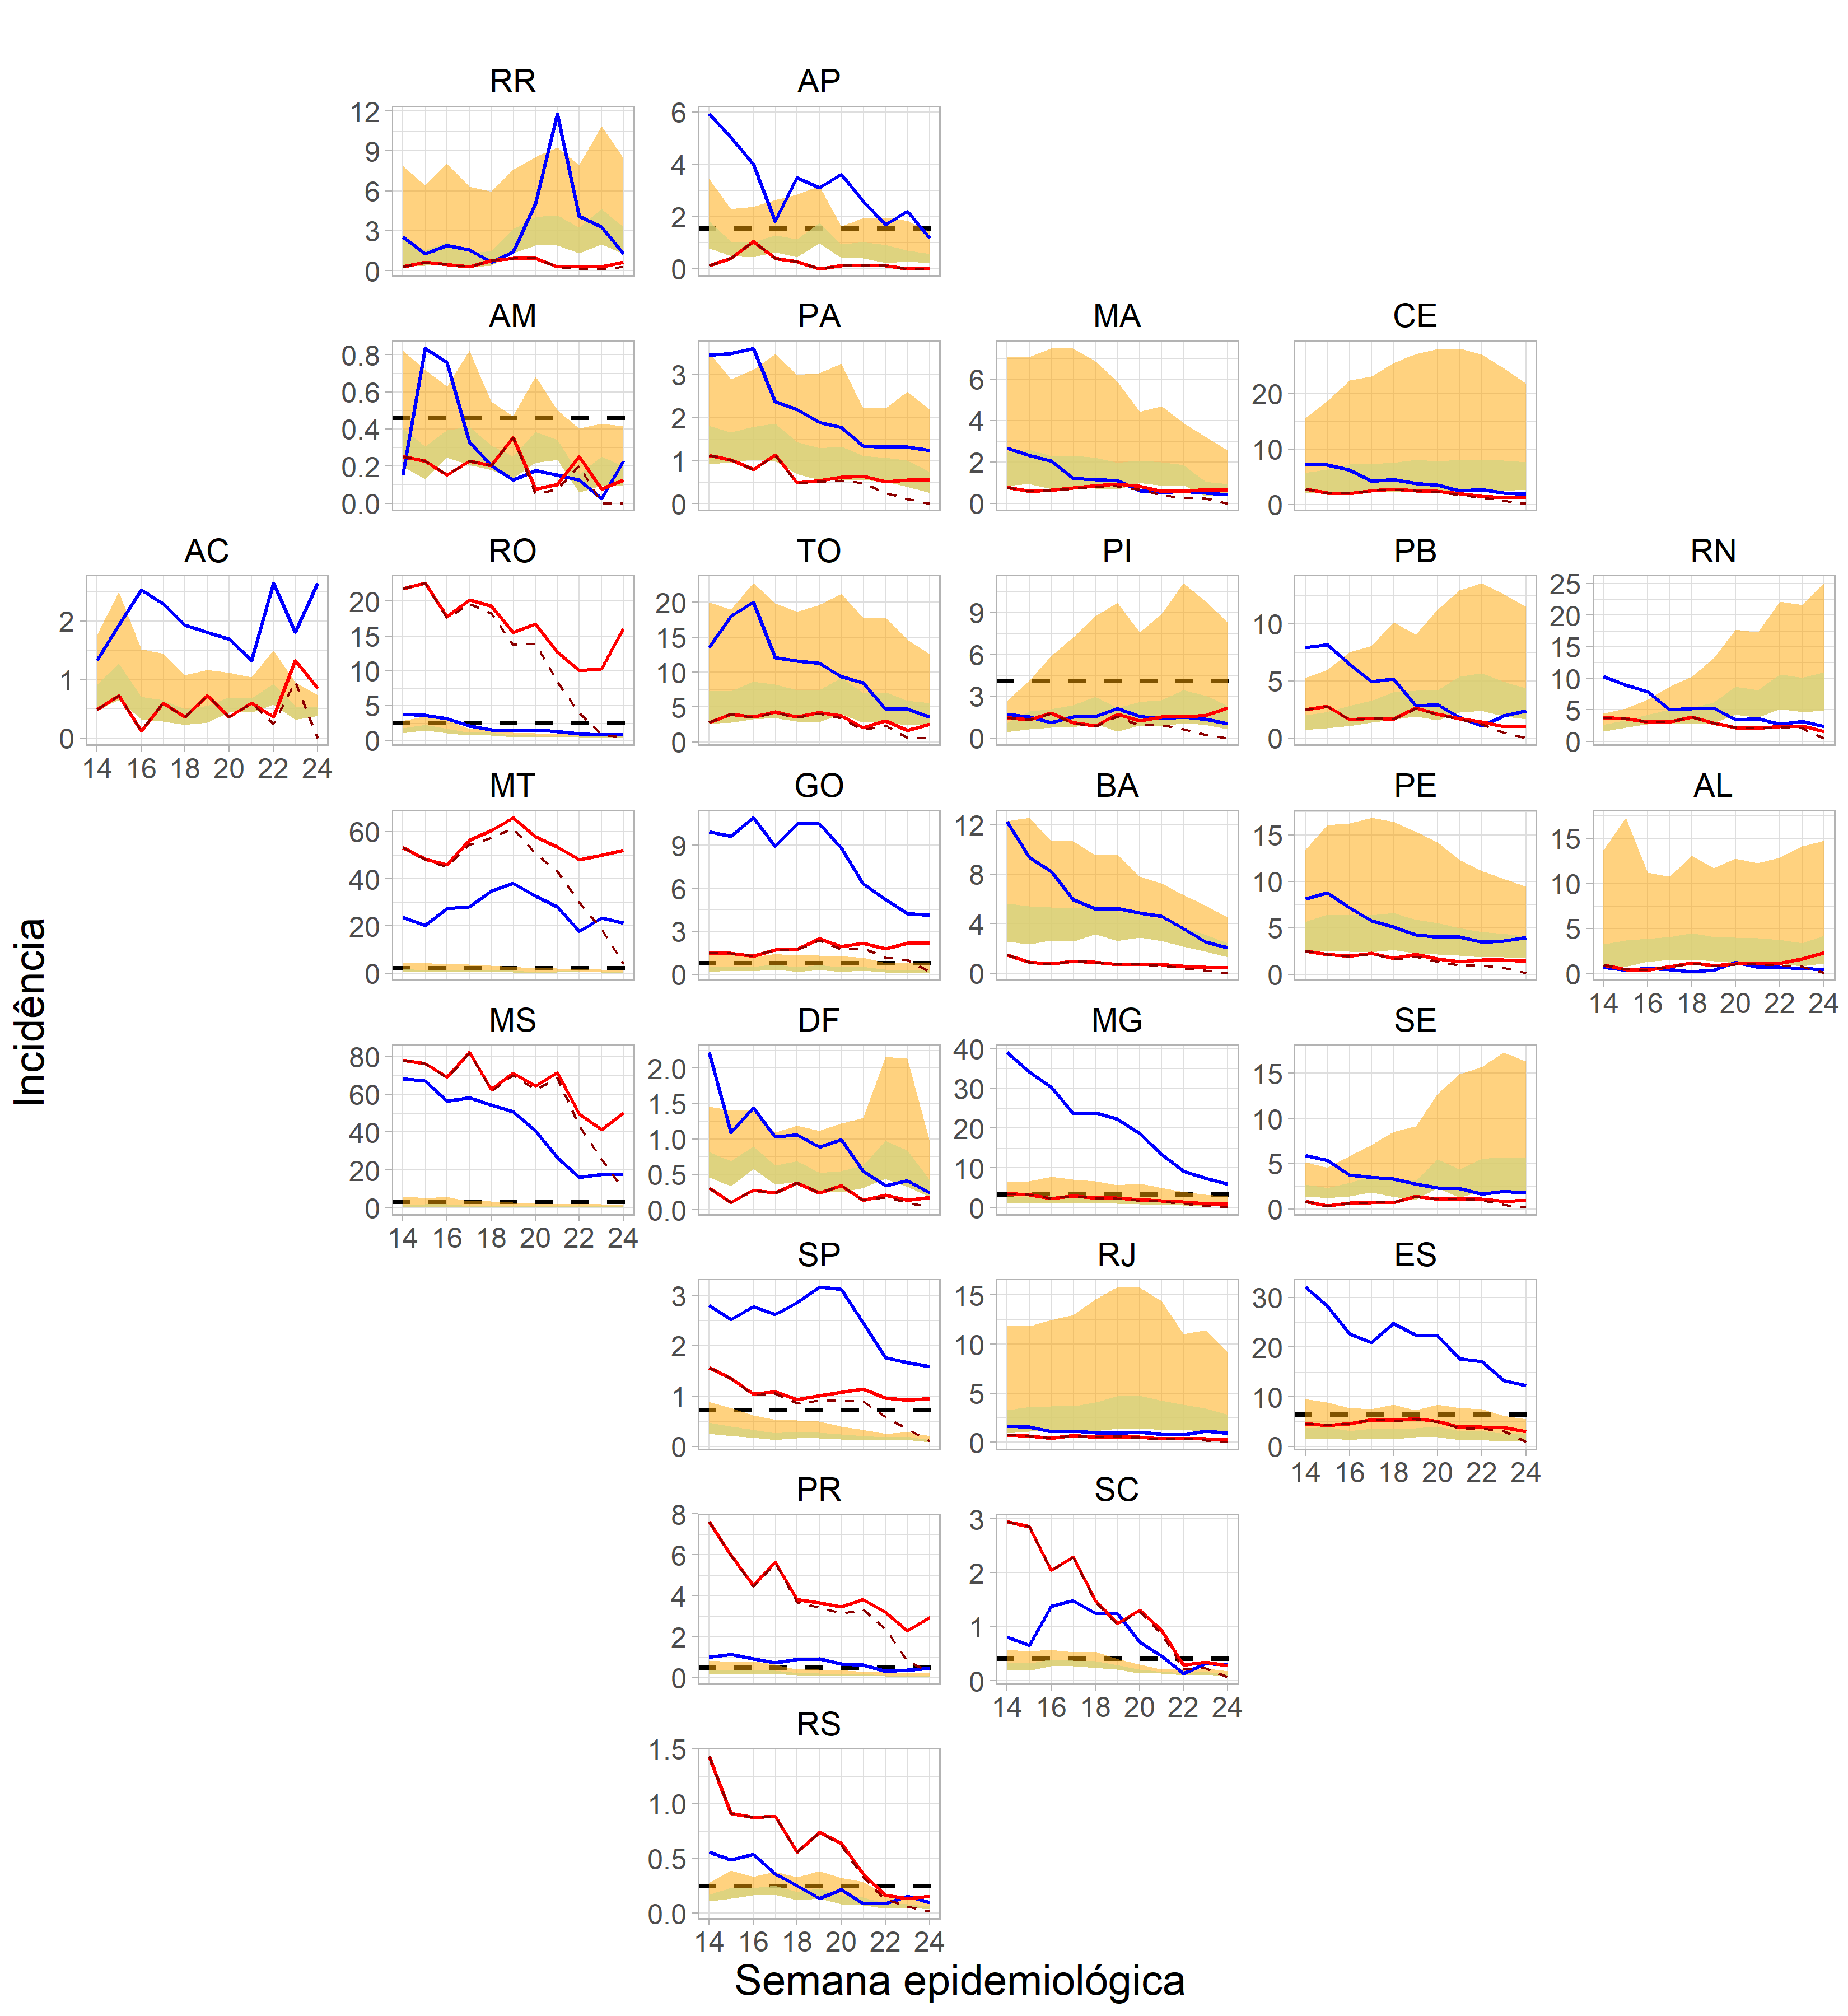 RR AP
12 9 6 3 0 6 4 2 0
AM PA MA CE
0.8 0.6 0.4 0.2 0.0 3 2 1 0 6 4 2 0 20 10 0
AC RO TO PI PB RN
2 1 0 20 15 10 5 0 20 15 10 5 0 9 6 3 0 10 5 0 25 20 15 10 5 0
14 16 18 20 22 24
MT GO BA PE AL
60 40 20 0 9 6 3 0 12 8 4 0 15 10 5 0 15 10 5 0
14 16 18 20 22 24
MS DF MG SE
80 60 40 20 0 2.0 1.5 1.0 0.5 0.0 40 30 20 10 0 15 10 5 0
14 16 18 20 22 24
SP RJ ES
3 2 1 0 15 10 5 0 30 20 10 0
14 16 18 20 22 24
PR SC
8 6 4 2 0 3 2 1 0
14 16 18 20 22 24
RS
1.5 1.0 0.5 0.0
14 16 18 20 22 24
Incidência
Semana epidemiológica